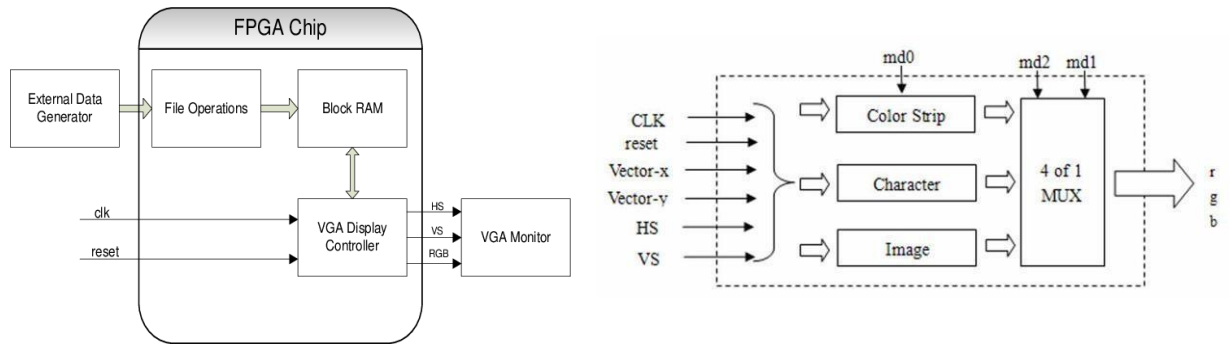 FPGA Chip
External Data
Generator
File Operations
Block RAM
clk
reset
VGA Display
Controller
HS
VS
RGB
VGA Monitor
md0
md2
md1
CLK
reset
Vector-x
Vector-y
HS
VS
Color Strip
Character
Image
4 of 1
MUX
r
g
b